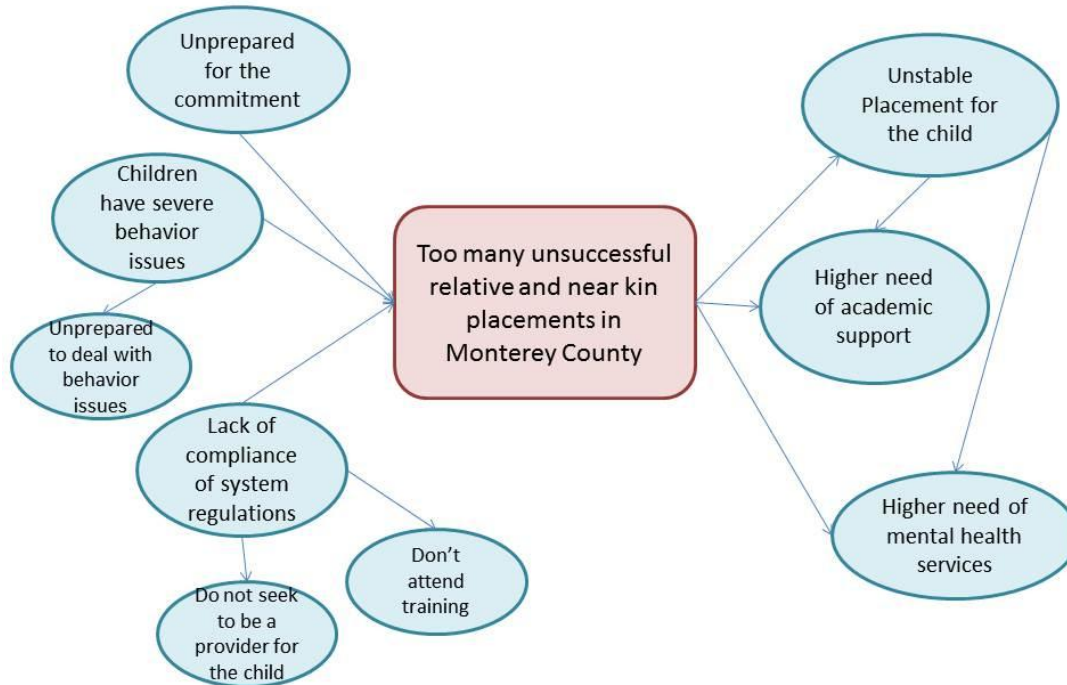 Unprepared
for the
commitment
Children
have severe
behavior
issues
Unprepared
to deal with
behavior
issues
Lack of
compliance
of system
regulations
Do not seek
to be a
provider for
the child
Don’t
attend
training
Too many unsuccessful
relative and near kin
placements in
Monterey County
Unstable
Placement for
the child
Higher need
of academic
support
Higher need of
mental health
services